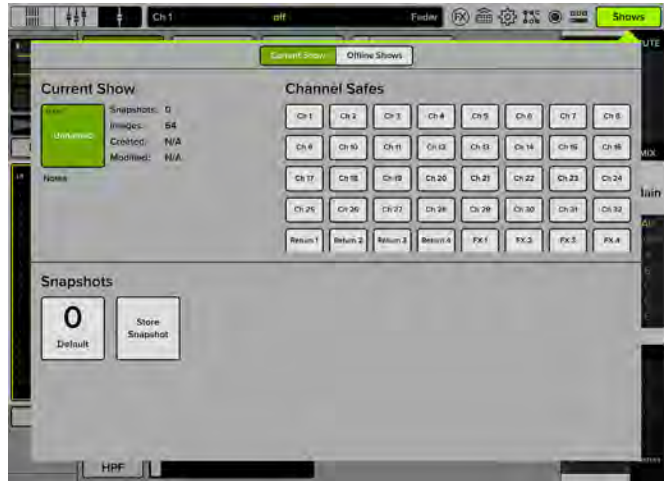 Ch 1 off Fader Shows
Current Show Offline Shows
Current Show
Snapshots: 0
Images: 64
Created: N/A
Modified: N/A
Notes
Channel Safes
Ch 1 Ch 2 Ch 3 Ch 4 Ch 5 Ch 6 Ch 7 Ch 8
Ch 9 Ch 10 Ch 11 Ch 12 Ch 13 Ch 14 Ch 15 Ch 16
Ch 17 Ch 18 Ch 19 Ch 20 Ch 21 Ch 22 Ch 23 Ch 24
Ch 25 Ch 26 Ch 27 Ch 28 Ch 29 Ch 30 Ch 31 Ch 32
Return 1 Return 2 Return 3 Return 4 FX 1 FX 2 FX 3 FX 4
Snapshots
0
Default
Store
Snapshot
HPF